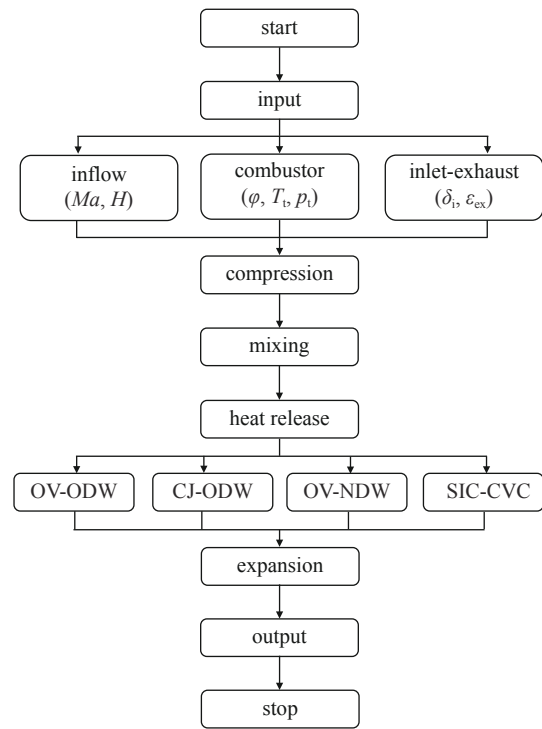 start
input
inflow
(Ma, H)
combustor
(φ, Tt, pt)
inlet-exhaust
(δi, εex)
compression
mixing
heat release
OV-ODW
CJ-ODW
OV-NDW
SIC-CVC
expansion
output
stop